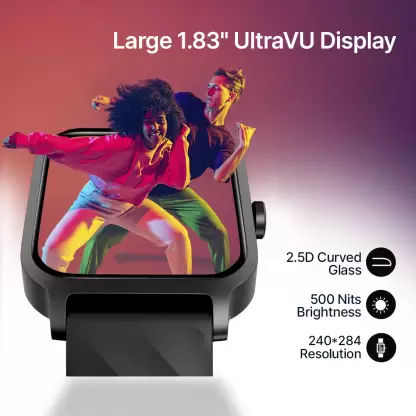 Large 1.83" UltraVU Display
2.5D Curved
Glass
500 Nits
Brightness
240*284
Resolution